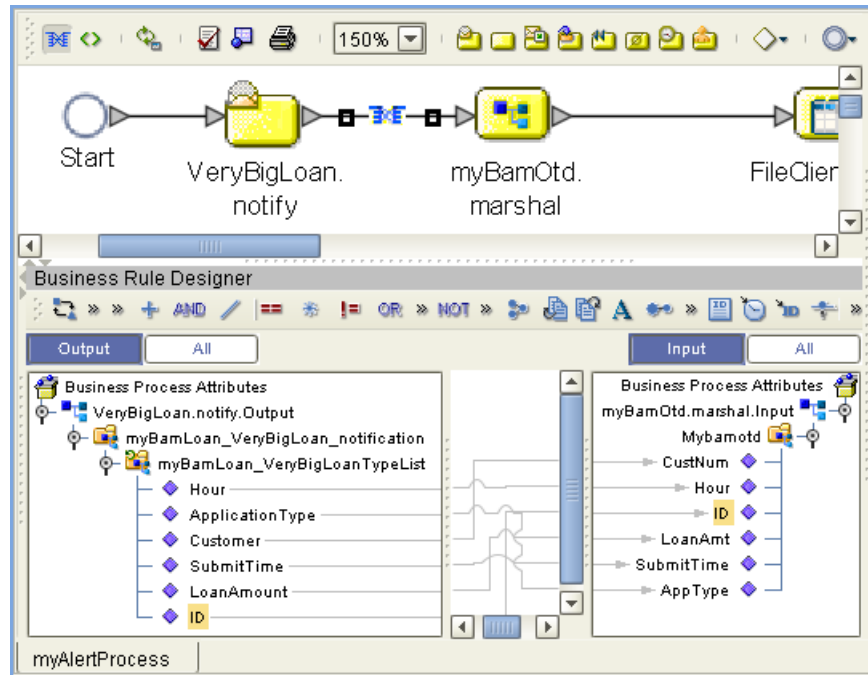 150%
Start
VeryBigLoan.
notify
myBamOtd.
marshal
FileClien
Business Rule Designer
» » AND == != OR » NOT » A » ID ID »
Output
All
Input
All
Business Process Attributes
VeryBigLoan.notify.Output
myBamLoan_VeryBigLoan_notification
myBamLoan_VeryBigLoanTypeList
Hour
ApplicationType
Customer
SubmitTime
LoanAmount
ID
Business Process Attributes
myBamOtd.marshal.Input
Mybamotd
CustNum
Hour
ID
LoanAmt
SubmitTime
AppType
myAlertProcess